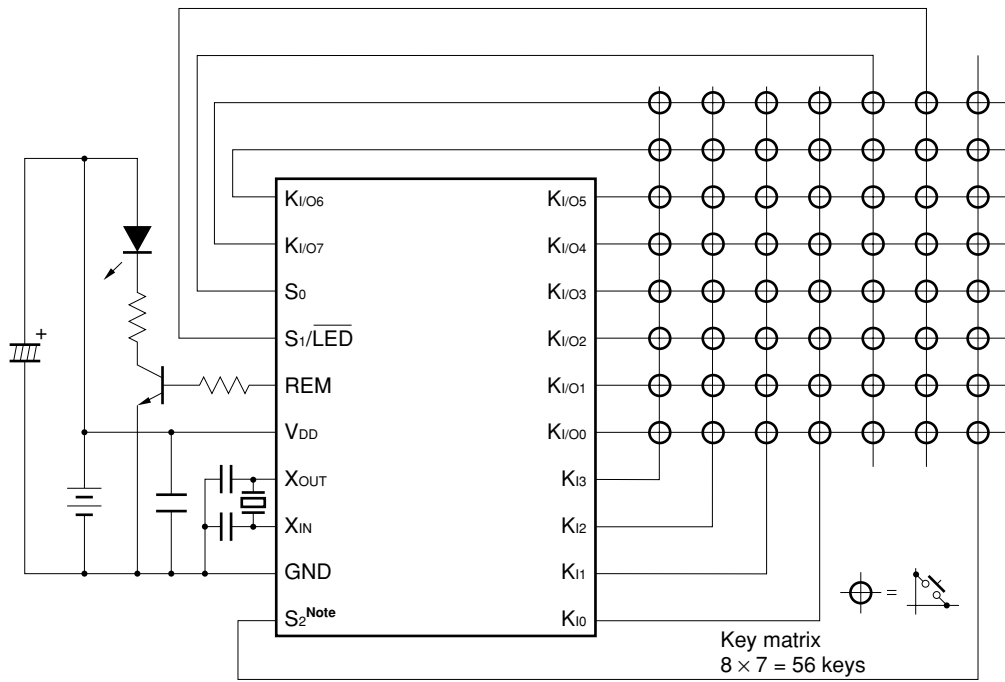 +
KI/O6
KI/O7
S0
S1/LED
REM
VDD
XOUT
XIN
GND
S2Note
KI/O5
KI/O4
KI/O3
KI/O2
KI/O1
KI/O0
KI3
KI2
KI1
KI0
=
Key matrix
8 × 7 = 56 keys